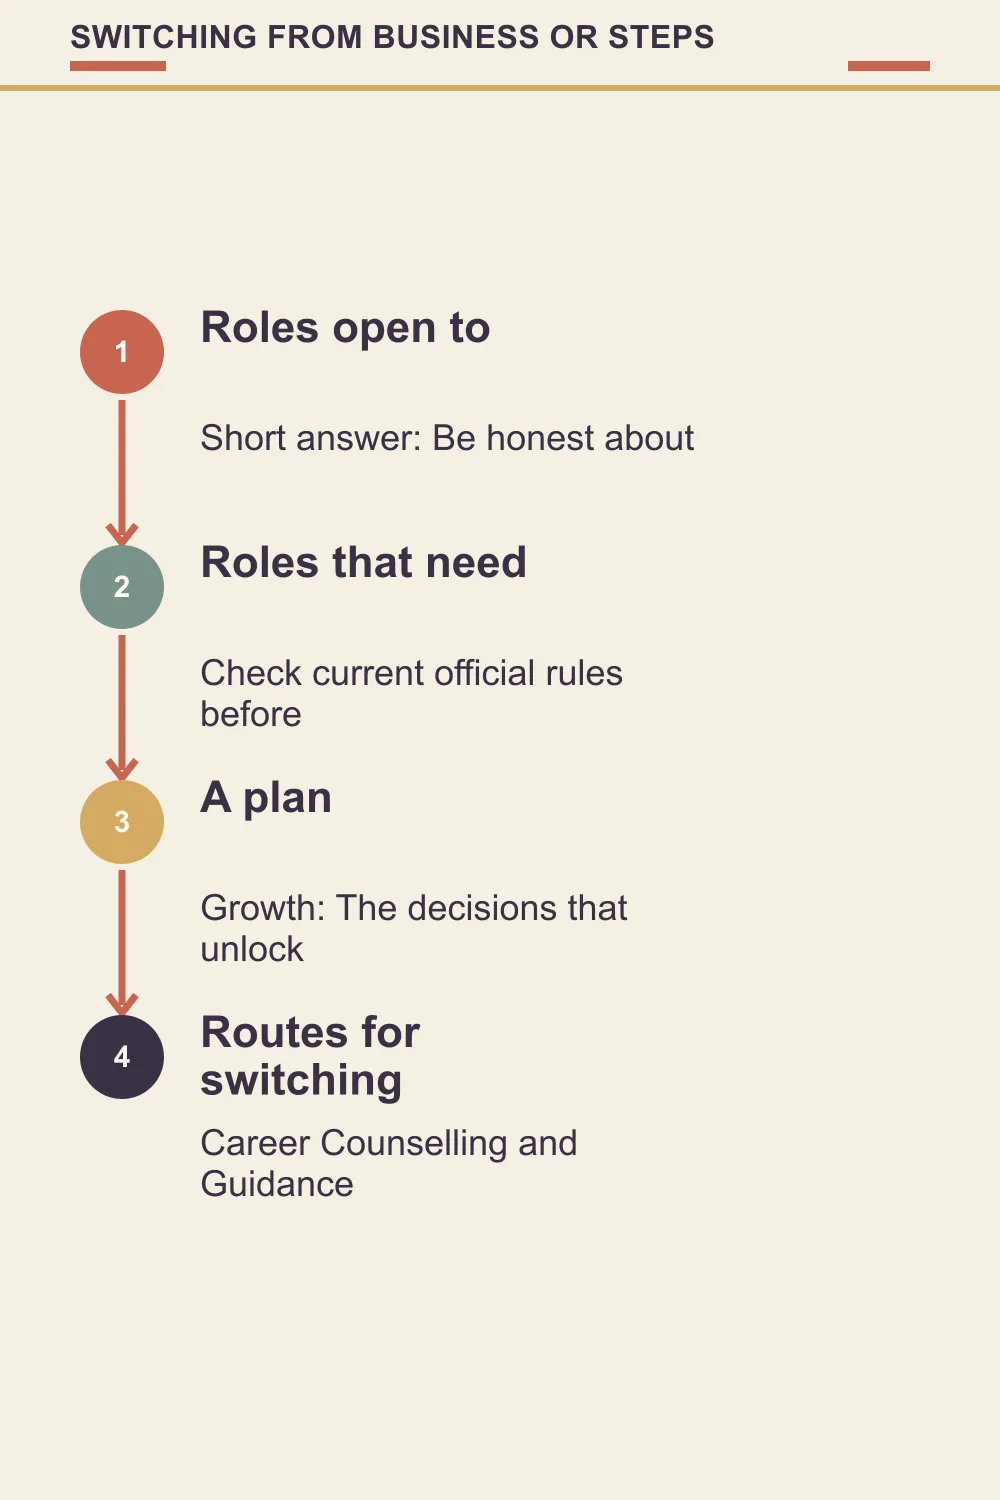 SWITCHING FROM BUSINESS OR STEPS
1
Roles open to
Short answer: Be honest about
2
Roles that need
Check current official rules
before
3
A plan
Growth: The decisions that
unlock
4
Routes for
switching
Career Counselling and
Guidance